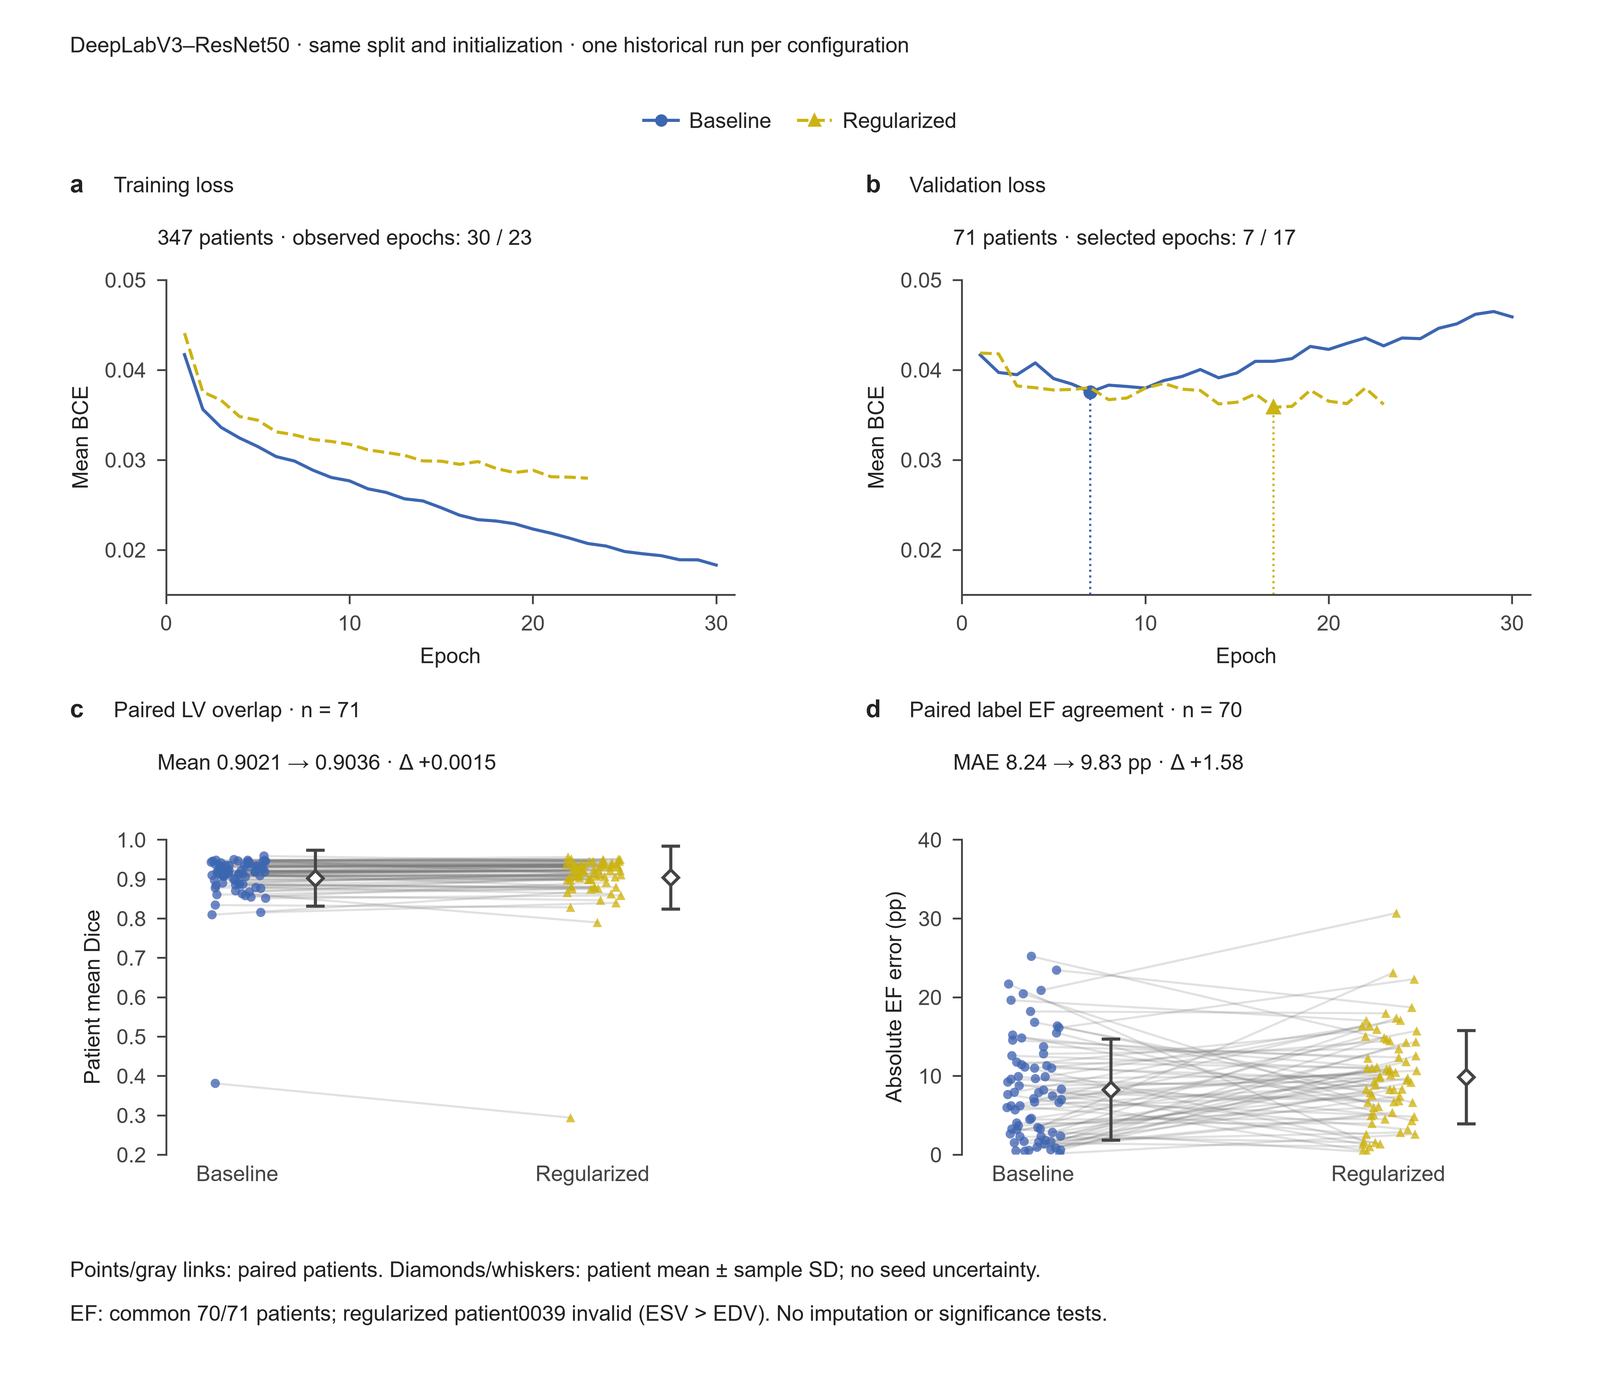 DeepLabV3–ResNet50 · same split and initialization · one historical run per configuration
Baseline
Regularized
a Training loss
347 patients · observed epochs: 30 / 23
0.05
0.04
0.03
0.02
Mean BCE
0 10 20 30
Epoch
b Validation loss
71 patients · selected epochs: 7 / 17
0.05
0.04
0.03
0.02
Mean BCE
0 10 20 30
Epoch
c Paired LV overlap · n = 71
Mean 0.9021 → 0.9036 · Δ +0.0015
1.0
0.9
0.8
0.7
0.6
0.5
0.4
0.3
0.2
Patient mean Dice
Baseline Regularized
d Paired label EF agreement · n = 70
MAE 8.24 → 9.83 pp · Δ +1.58
40
30
20
10
0
Absolute EF error (pp)
Baseline Regularized
Points/gray links: paired patients. Diamonds/whiskers: patient mean ± sample SD; no seed uncertainty.
EF: common 70/71 patients; regularized patient0039 invalid (ESV > EDV). No imputation or significance tests.